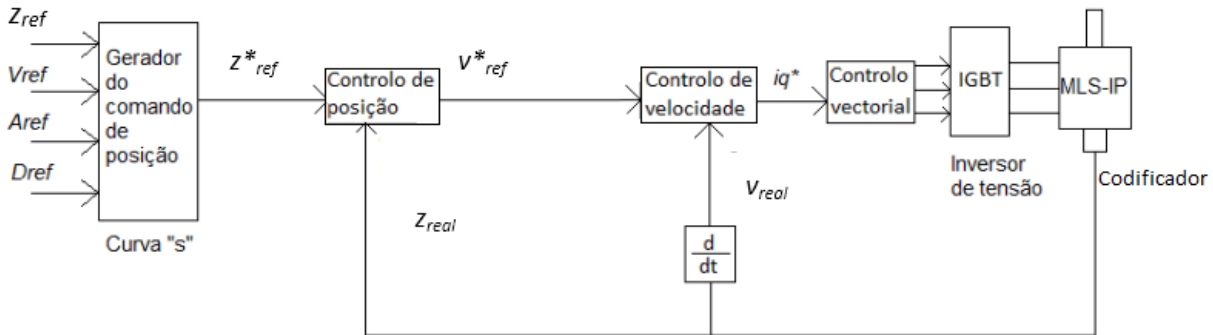 Zref
Vref
Aref
Dref
Gerador
do
comando
de
posição
Curva "s"
z*ref
Controlo de
posição
v*ref
Controlo de
velocidade
iq*
Controlo
vectorial
IGBT
Inversor
de tensão
MLS-IP
Codificador
zreal
vreal
d
dt